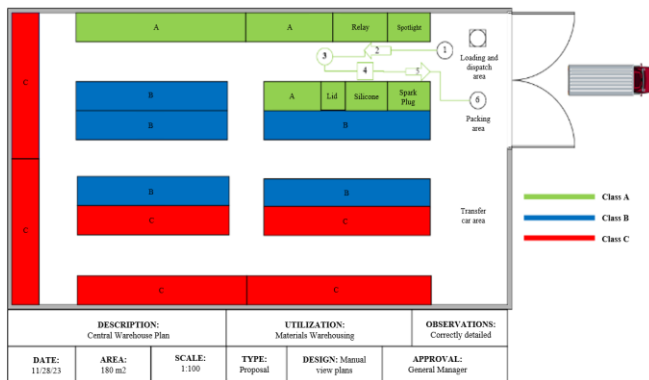 A
A
Relay
Spotlight
1
2
3
4
5
6
Loading and
dispatch
area
C
B
B
A
Lid
Silicone
Spark
Plug
B
Packing
area
C
B
C
B
C
Transfer
car area
C
C
Class A
Class B
Class C
DESCRIPTION:
Central Warehouse Plan
UTILIZATION:
Materials Warehousing
OBSERVATIONS:
Correctly detailed
DATE:
11/28/23
AREA:
180 m2
SCALE:
1:100
TYPE:
Proposal
DESIGN: Manual
view plans
APPROVAL:
General Manager